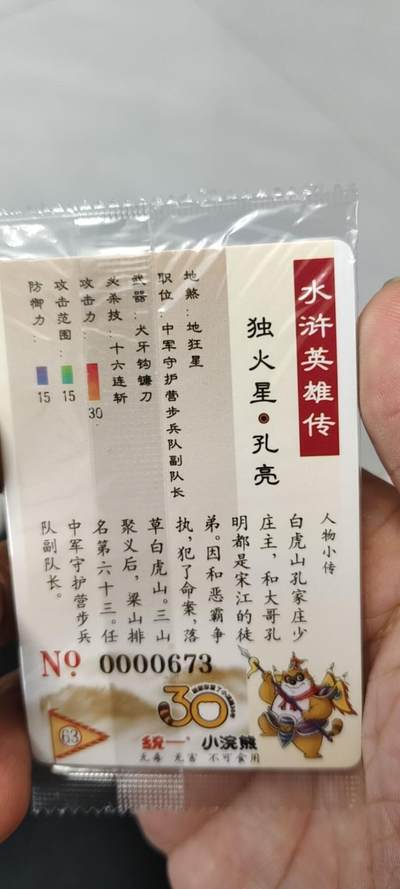 水浒英雄传
独火星·孔亮
地煞：地狂星
职位：中军守护营步兵队副队长
武器：犬牙钩镰刀
头杀技：十六连斩
攻击力：30
攻击范围：15
防御力：15
人物小传
白虎山孔家庄少
庄主，和大哥孔
明都是宋江的徒
弟。因和恶霸争
执，犯了命案，落
草白虎山。三山
聚义后，梁山排
名第六十三。任
中军守护营步兵
队副队长。
No 0000673
30
63
统一 小浣熊
无毒 无害 不可食用